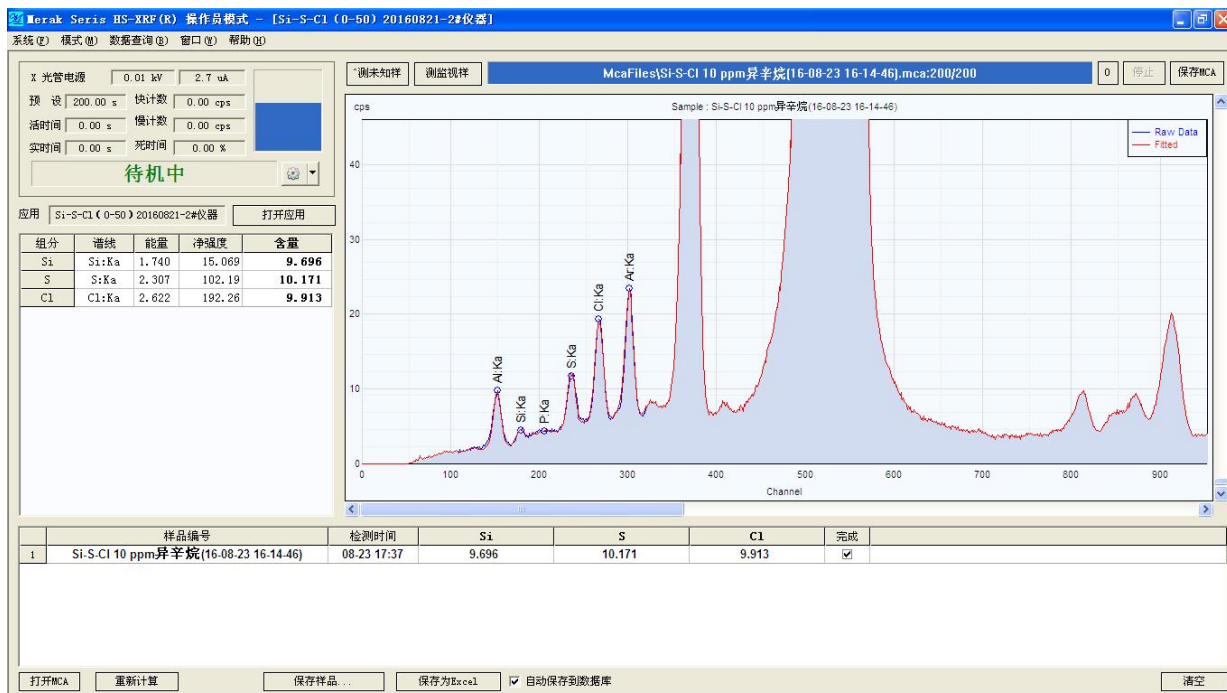 Merak Seris HS-XRF(R) 操作员模式 - [Si-S-Cl (0-50) 20160821-2#仪器]
系统(F) 模式(M) 数据查询(B) 窗口(W) 帮助(H)
X 光管电源 0.01 kV 2.7 uA
预 设 200.00 s 快计数 0.00 cps
活时间 0.00 s 慢计数 0.00 cps
实时间 0.00 s 死时间 0.00 %
待机中
应用 Si-S-Cl(0-50)20160821-2#仪器 打开应用
组分 谱线 能量 净强度 含量
Si Si:Ka 1.740 15.069 9.696
S S:Ka 2.307 102.19 10.171
Cl Cl:Ka 2.622 192.26 9.913
测未知样 测监视样 McaFiles\Si-S-Cl 10 ppm异辛烷(16-08-23 16-14-46).mca:200/200 0 停止 保存MCA
cps
Sample : Si-S-Cl 10 ppm异辛烷(16-08-23 16-14-46)
Raw Data
Fitted
40
30
20
10
0
Al:Ka
Si:Ka
P:Ka
S:Ka
Cl:Ka
Ar:Ka
0 100 200 300 400 500 600 700 800 900
Channel
样品编号 检测时间 Si S Cl 完成
1 Si-S-Cl 10 ppm异辛烷(16-08-23 16-14-46) 08-23 17:37 9.696 10.171 9.913
打开MCA 重新计算 保存样品... 保存为Excel 自动保存到数据库 清空